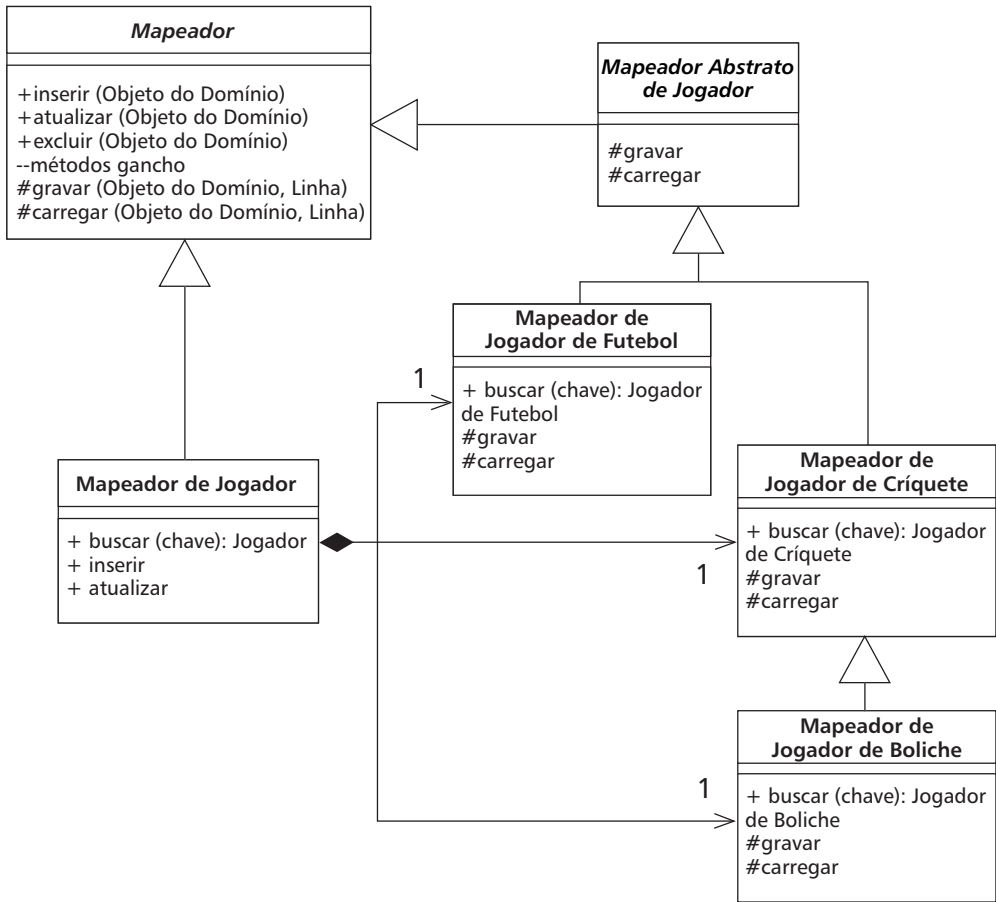 Mapeador
+inserir (Objeto do Domínio)
+atualizar (Objeto do Domínio)
+excluir (Objeto do Domínio)
--métodos gancho
#gravar (Objeto do Domínio, Linha)
#carregar (Objeto do Domínio, Linha)
Mapeador Abstrato
de Jogador
#gravar
#carregar
Mapeador de
Jogador de Futebol
+ buscar (chave): Jogador
de Futebol
#gravar
#carregar
1
Mapeador de Jogador
+ buscar (chave): Jogador
+ inserir
+ atualizar
Mapeador de
Jogador de Críquete
+ buscar (chave): Jogador
de Críquete
#gravar
#carregar
1
Mapeador de
Jogador de Boliche
+ buscar (chave): Jogador
de Boliche
#gravar
#carregar
1